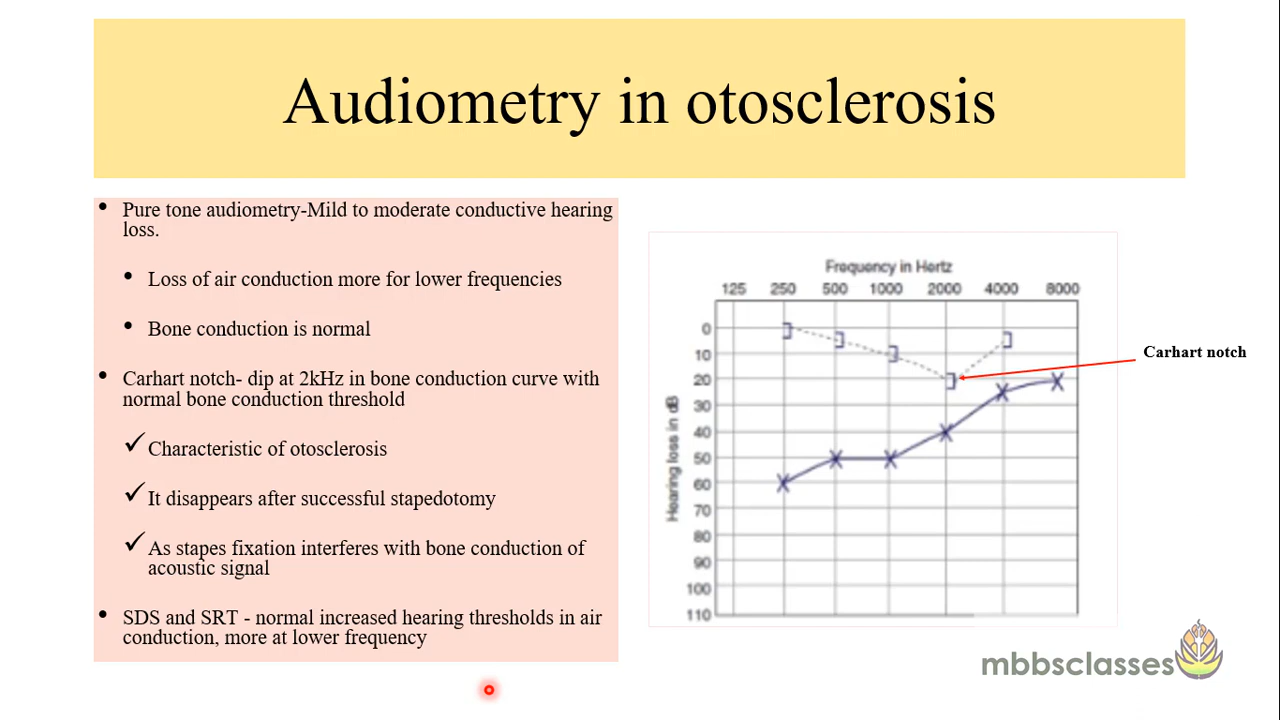 Audiometry in otosclerosis
• Pure tone audiometry-Mild to moderate conductive hearing
loss.
• Loss of air conduction more for lower frequencies
• Bone conduction is normal
• Carhart notch- dip at 2kHz in bone conduction curve with
normal bone conduction threshold
✓ Characteristic of otosclerosis
✓ It disappears after successful stapedotomy
✓ As stapes fixation interferes with bone conduction of
acoustic signal
• SDS and SRT - normal increased hearing thresholds in air
conduction, more at lower frequency
Frequency in Hertz
125 250 500 1000 2000 4000 8000
Hearing loss in dB
0
10
20
30
40
50
60
70
80
90
100
110
Carhart notch
mbbsclasses